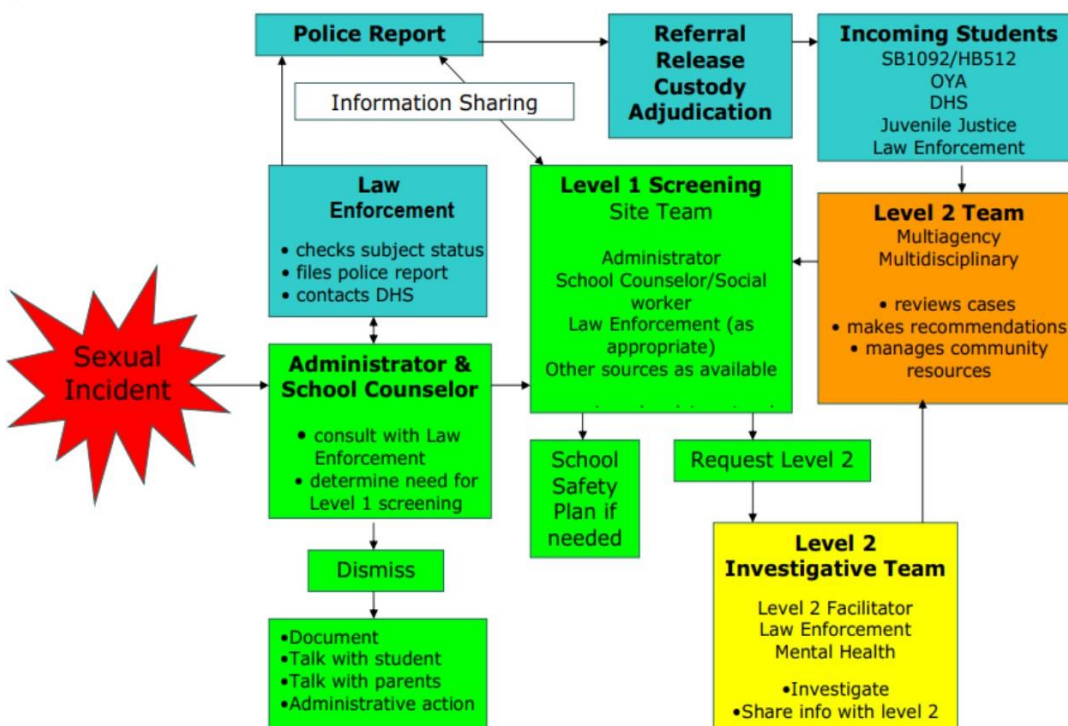 Police Report
Referral
Release
Custody
Adjudication
Incoming Students
SB1092/HB512
OYA
DHS
Juvenile Justice
Law Enforcement
Information Sharing
Law
Enforcement
• checks subject status
• files police report
• contacts DHS
Level 1 Screening
Site Team
Administrator
School Counselor/Social
worker
Law Enforcement (as
appropriate)
Other sources as available
Level 2 Team
Multiagency
Multidisciplinary
• reviews cases
• makes recommendations
• manages community
resources
Sexual
Incident
Administrator &
School Counselor
• consult with Law
Enforcement
• determine need for
Level 1 screening
School
Safety
Plan if
needed
Request Level 2
Dismiss
•Document
•Talk with student
•Talk with parents
•Administrative action
Level 2
Investigative Team
Level 2 Facilitator
Law Enforcement
Mental Health
•Investigate
•Share info with level 2